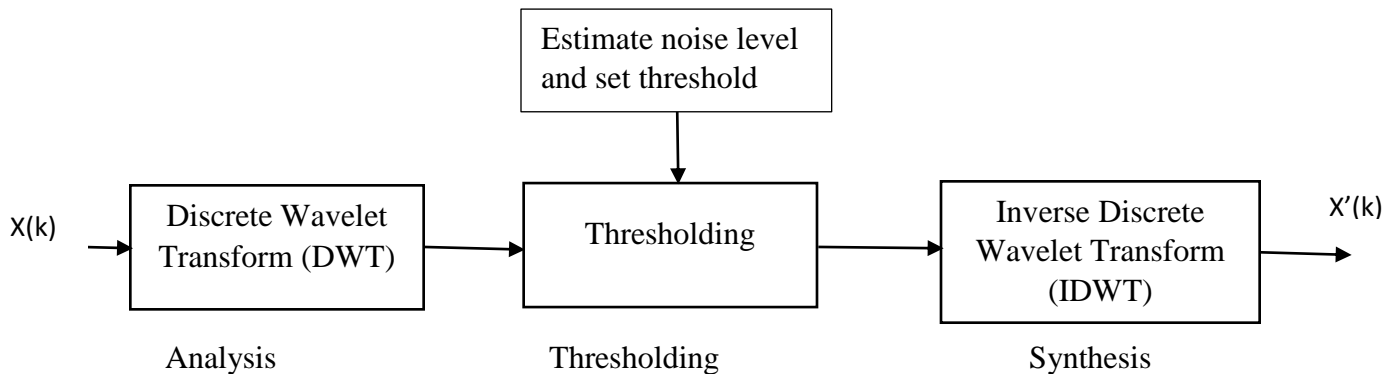 Estimate noise level
and set threshold
X(k)
Discrete Wavelet
Transform (DWT)
Thresholding
Inverse Discrete
Wavelet Transform
(IDWT)
X’(k)
Analysis
Thresholding
Synthesis